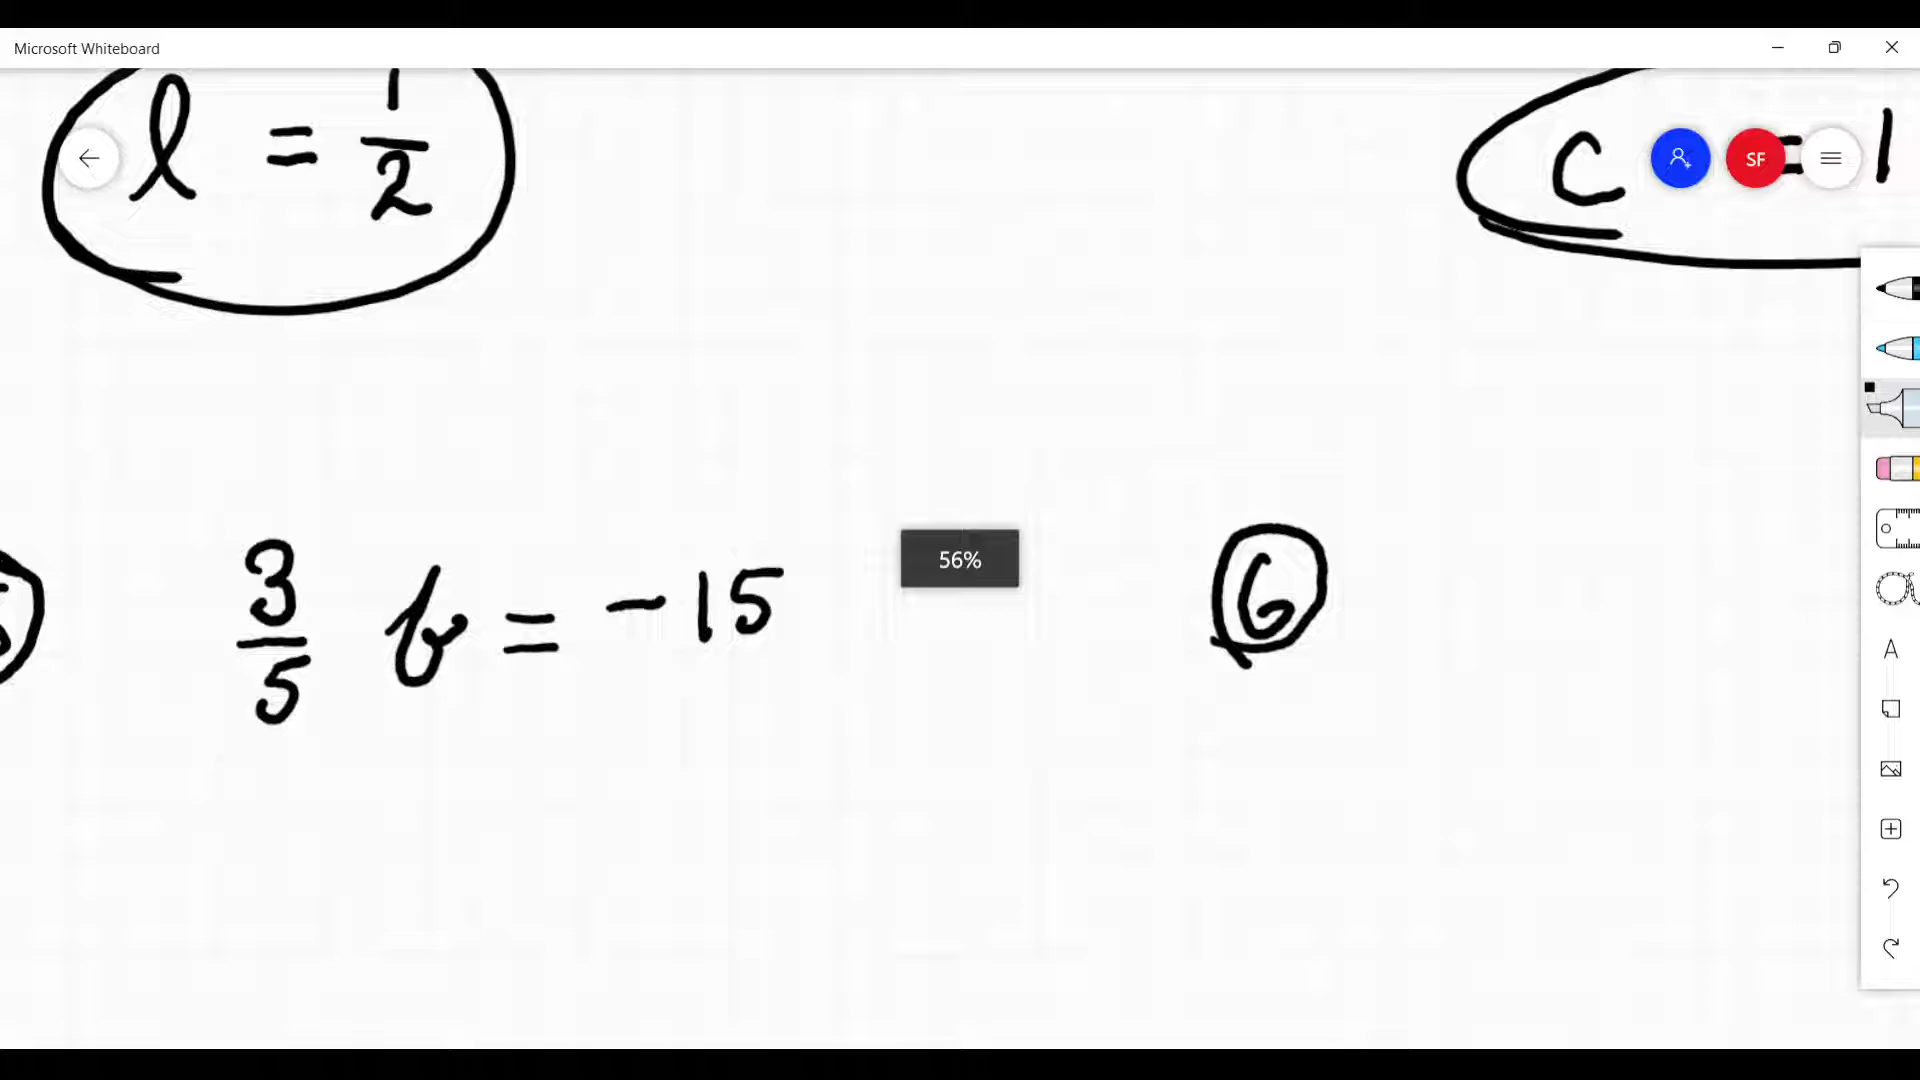 Microsoft Whiteboard
l = 1/2
c = 1
SF
3/5 b = -15
56%
6
A